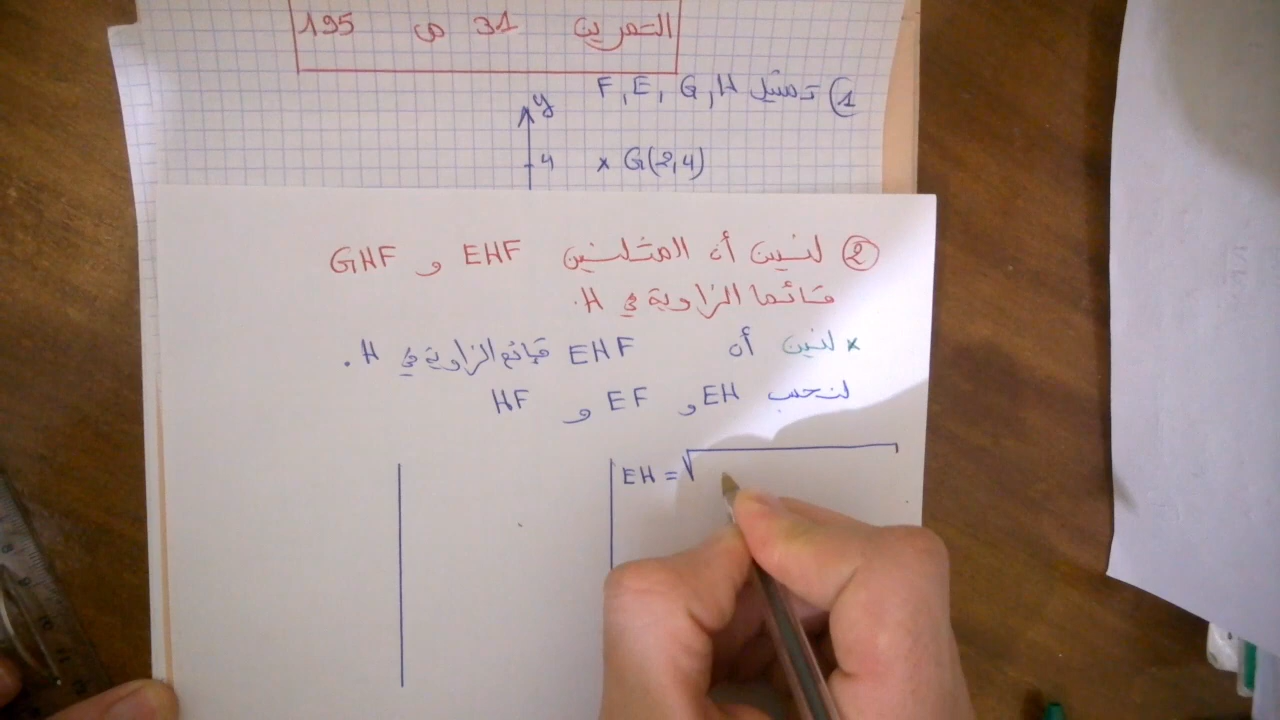 التمرين 31 ص 195
1) تمثيل F, E, G, H
y
4
× G(2,4)
② لنبين أن المثلثين EHF و GHF
قائما الزاوية في H.
× لنبين أن EHF قائم الزاوية في H.
لنحسب EH و EF و HF
EH = √